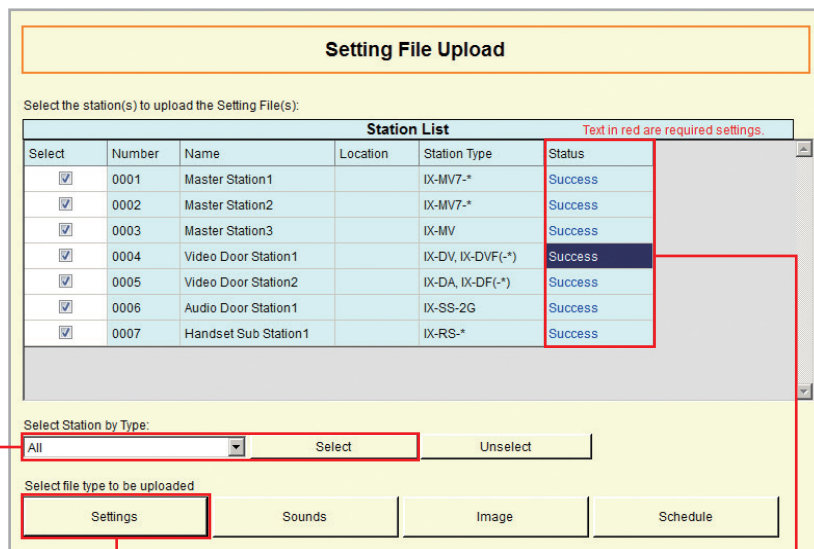 Setting File Upload
Select the station(s) to upload the Setting File(s):
Station List Text in red are required settings.
Select Number Name Location Station Type Status
0001 Master Station1 IX-MV7-* Success
0002 Master Station2 IX-MV7-* Success
0003 Master Station3 IX-MV Success
0004 Video Door Station1 IX-DV, IX-DVF(-*) Success
0005 Video Door Station2 IX-DA, IX-DF(-*) Success
0006 Audio Door Station1 IX-SS-2G Success
0007 Handset Sub Station1 IX-RS-* Success
Select Station by Type:
All Select Unselect
Select file type to be uploaded
Settings Sounds Image Schedule